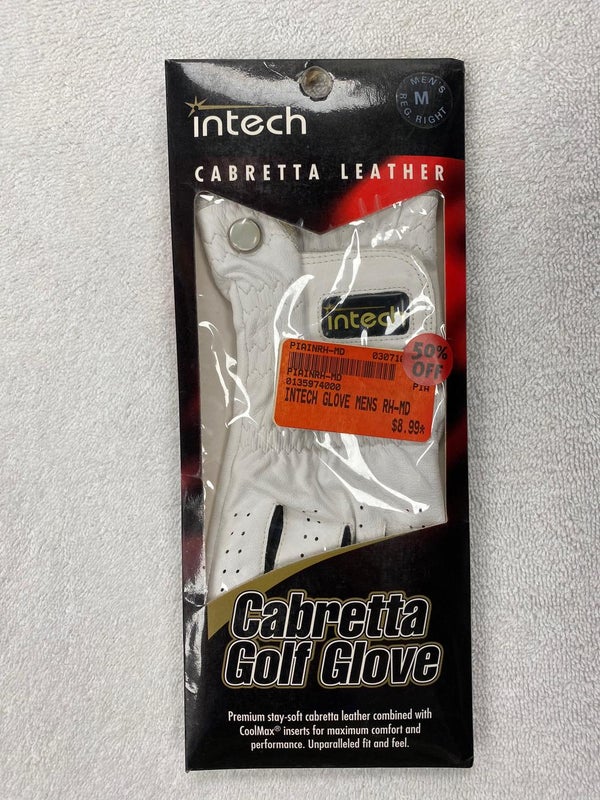 MEN'S
M
REG. RIGHT
intech
CABRETTA LEATHER
intech
PIAINRH-MD 030718
50%
OFF
PIAINRH-MD PIA
0135974000
INTECH GLOVE MENS RH-MD
$8.99*
Cabretta
Golf Glove
Premium stay-soft cabretta leather combined with
CoolMax® inserts for maximum comfort and
performance. Unparalleled fit and feel.